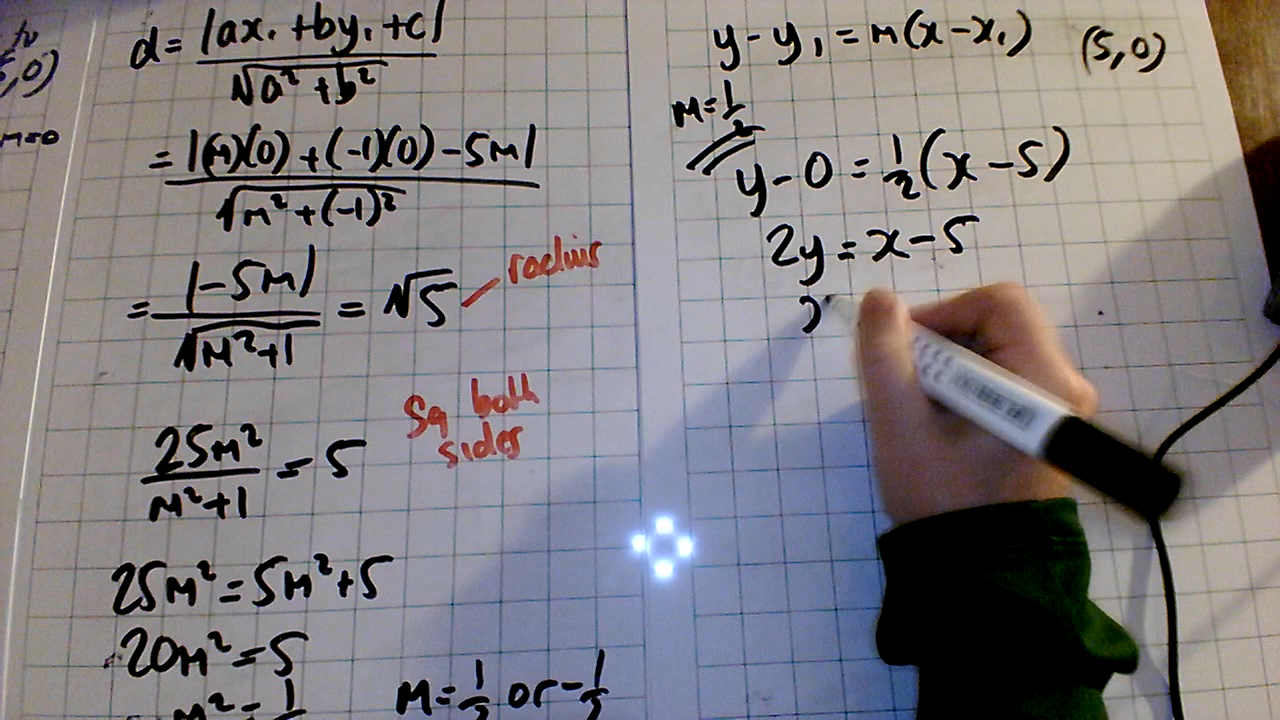 ,0)
m=0
d = |ax₁ + by₁ + c| / √(a² + b²)
= |(m)(0) + (-1)(0) - 5m| / √(m² + (-1)²)
= |-5m| / √(m² + 1) = √5 radius
Sq both
sides
25m² / (m² + 1) = 5
25m² = 5m² + 5
20m² = 5
m = 1/2 or -1/2
y - y₁ = m(x - x₁) (5, 0)
m = 1/2
y - 0 = 1/2 (x - 5)
2y = x - 5